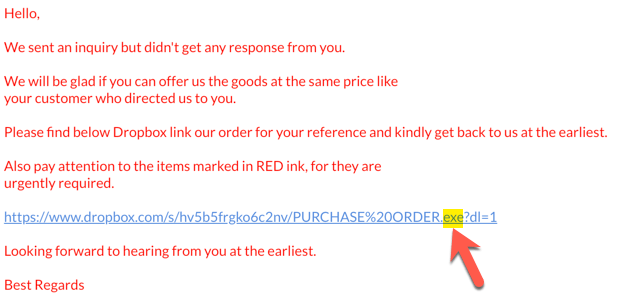 Hello,
We sent an inquiry but didn't get any response from you.
We will be glad if you can offer us the goods at the same price like
your customer who directed us to you.
Please find below Dropbox link our order for your reference and kindly get back to us at the earliest.
Also pay attention to the items marked in RED ink, for they are
urgently required.
https://www.dropbox.com/s/hv5b5frgko6c2nv/PURCHASE%20ORDER.exe?dl=1
Looking forward to hearing from you at the earliest.
Best Regards